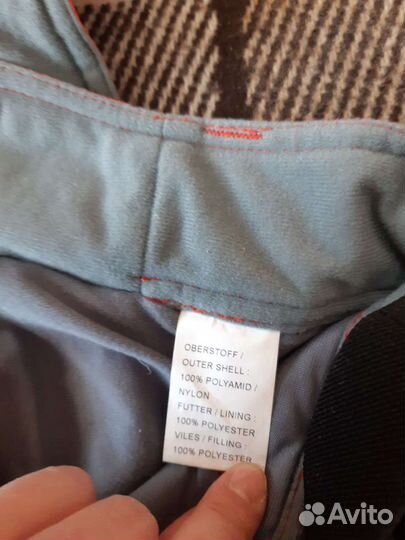 OBERSTOFF /
OUTER SHELL :
100% POLYAMID /
NYLON
FUTTER / LINING :
100% POLYESTER
VILES / FILLING :
100% POLYESTER
Avito